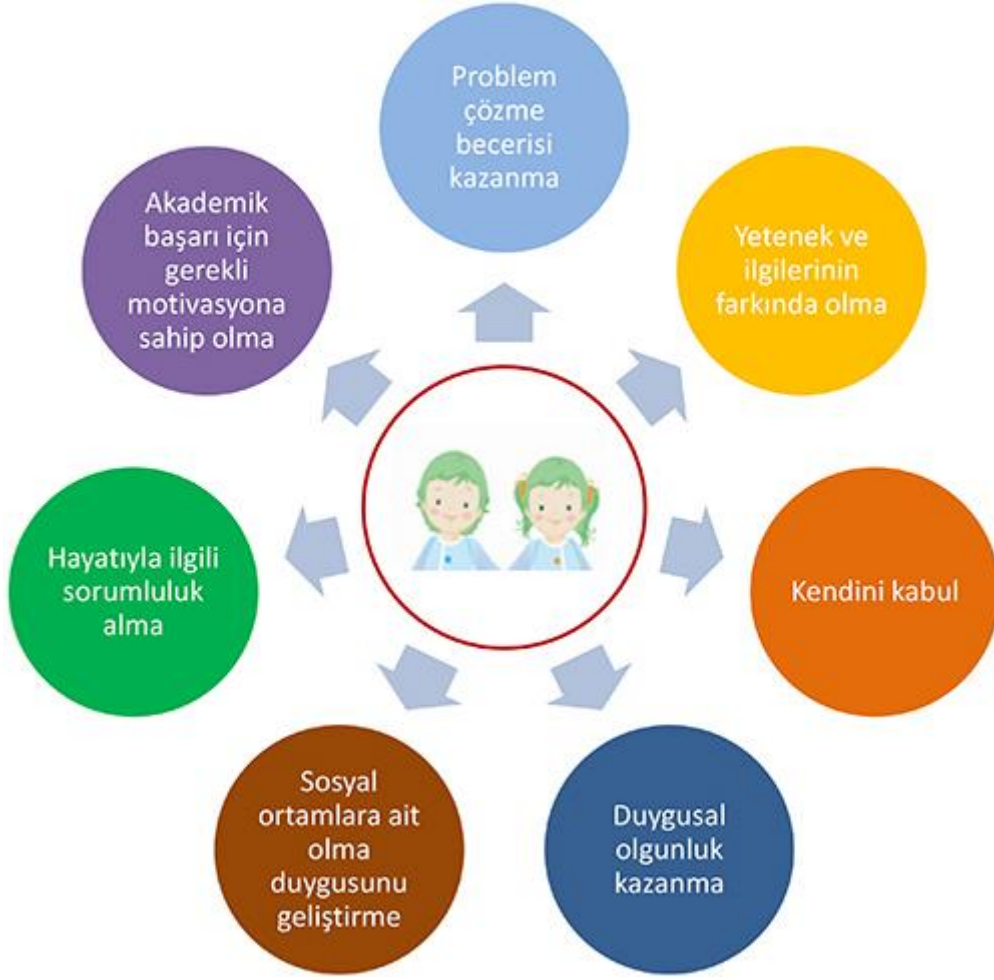 Problem
çözme
becerisi
kazanma
Yetenek ve
ilgilerinin
farkında olma
Kendini kabul
Duygusal
olgunluk
kazanma
Sosyal
ortamlara ait
olma
duygusunu
geliştirme
Hayatıyla ilgili
sorumluluk
alma
Akademik
başarı için
gerekli
motivasyona
sahip olma